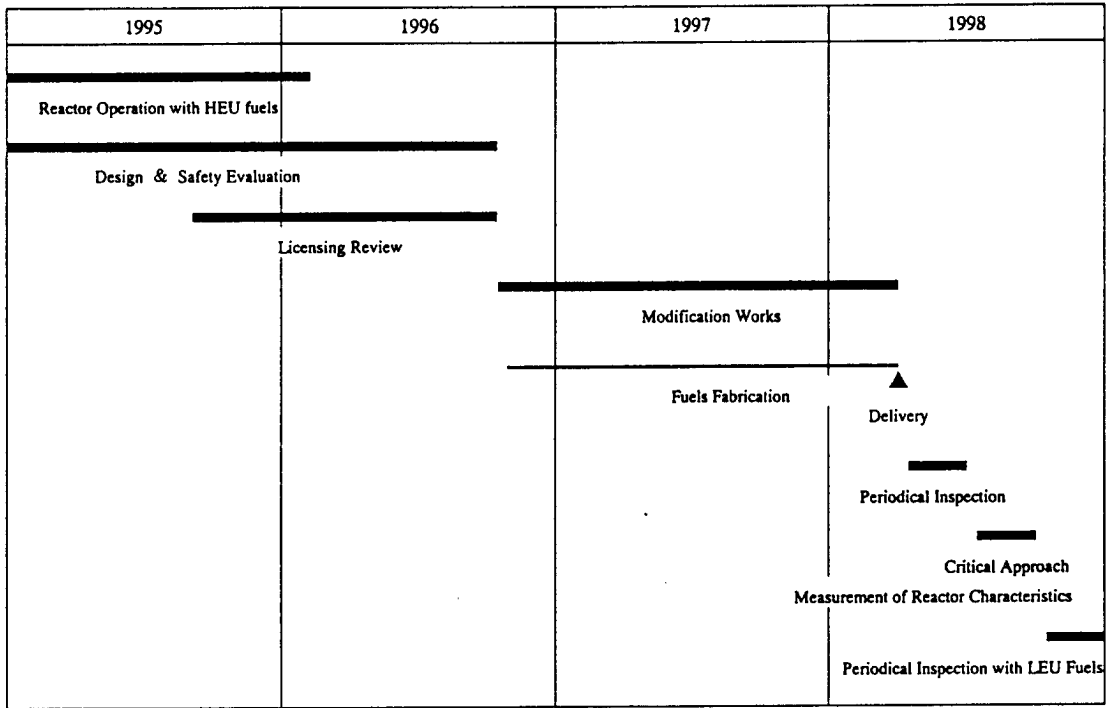 1995 1996 1997 1998
Reactor Operation with HEU fuels
Design & Safety Evaluation
Licensing Review
Modification Works
Fuels Fabrication
Delivery
Periodical Inspection
Critical Approach
Measurement of Reactor Characteristics
Periodical Inspection with LEU Fuels